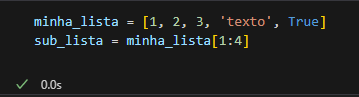 minha_lista = [1, 2, 3, 'texto', True]
sub_lista = minha_lista[1:4]
0.0s